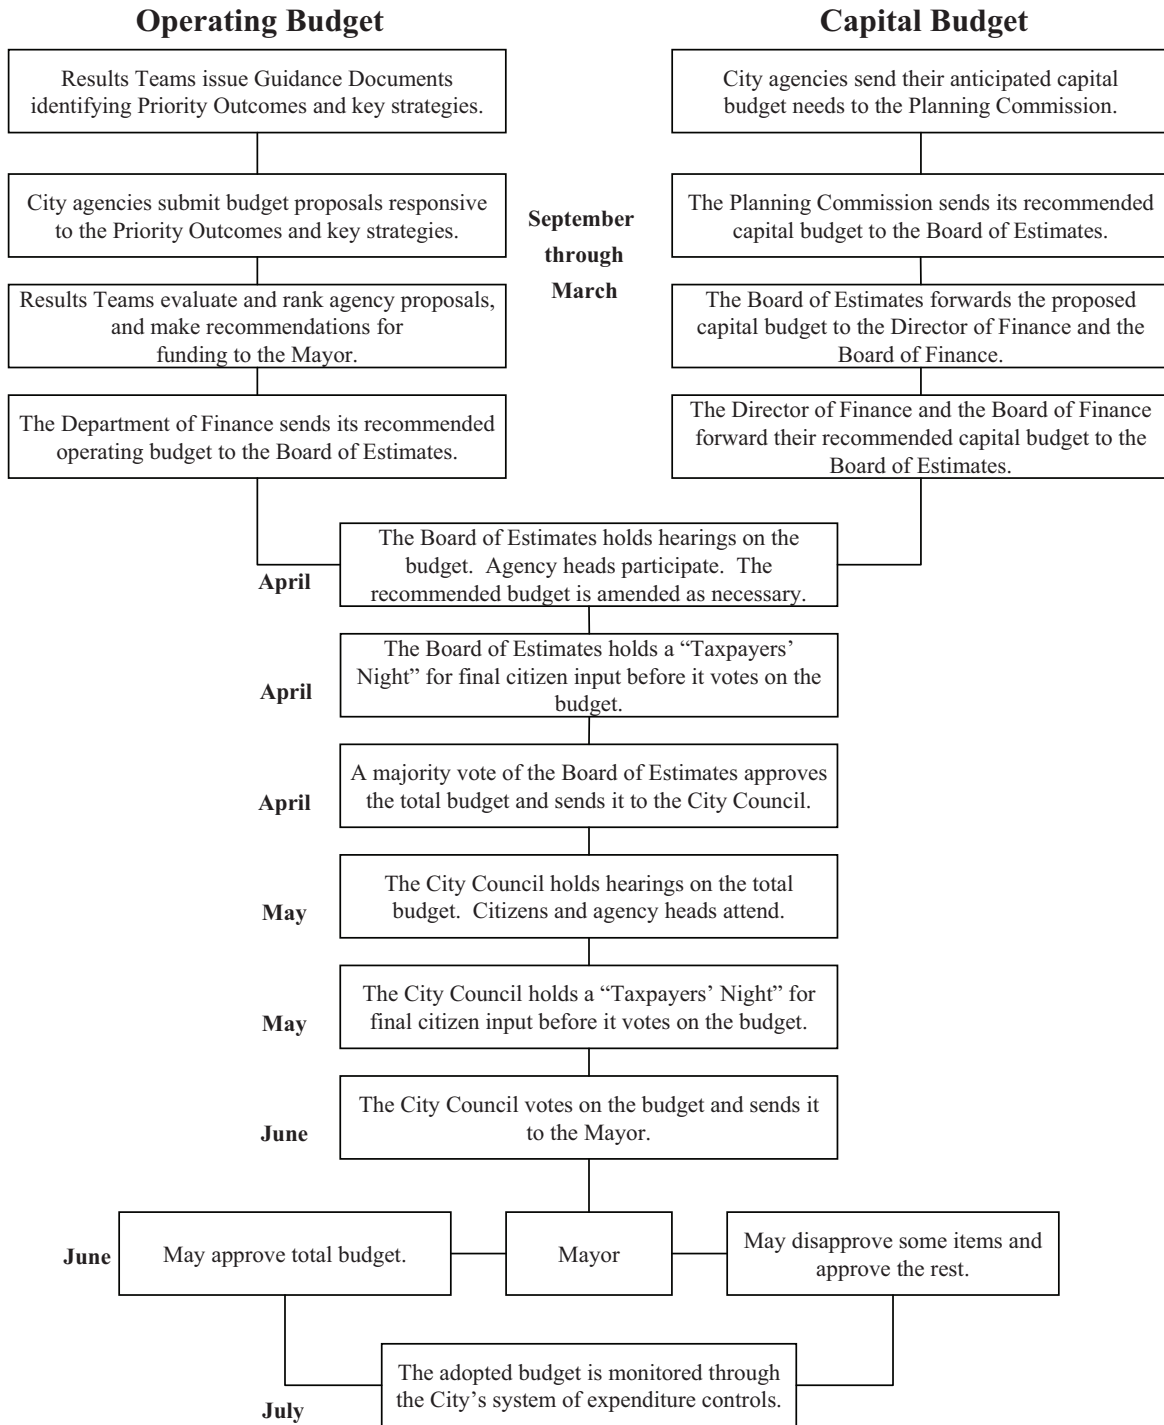 Operating Budget
Capital Budget
Results Teams issue Guidance Documents
identifying Priority Outcomes and key strategies.
City agencies send their anticipated capital
budget needs to the Planning Commission.
City agencies submit budget proposals responsive
to the Priority Outcomes and key strategies.
September
through
March
The Planning Commission sends its recommended
capital budget to the Board of Estimates.
Results Teams evaluate and rank agency proposals,
and make recommendations for
funding to the Mayor.
The Board of Estimates forwards the proposed
capital budget to the Director of Finance and the
Board of Finance.
The Department of Finance sends its recommended
operating budget to the Board of Estimates.
The Director of Finance and the Board of Finance
forward their recommended capital budget to the
Board of Estimates.
April
The Board of Estimates holds hearings on the
budget.  Agency heads participate.  The
recommended budget is amended as necessary.
April
The Board of Estimates holds a “Taxpayers’
Night” for final citizen input before it votes on the
budget.
April
A majority vote of the Board of Estimates approves
the total budget and sends it to the City Council.
May
The City Council holds hearings on the total
budget.  Citizens and agency heads attend.
May
The City Council holds a “Taxpayers’ Night” for
final citizen input before it votes on the budget.
June
The City Council votes on the budget and sends it
to the Mayor.
June
May approve total budget.
Mayor
May disapprove some items and
approve the rest.
July
The adopted budget is monitored through
the City’s system of expenditure controls.